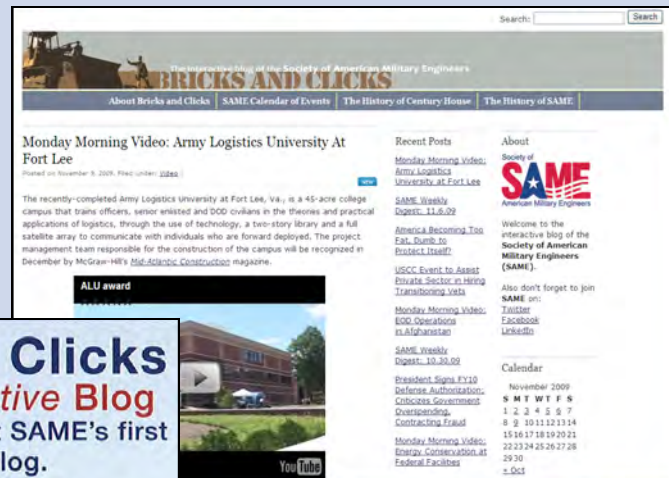 Search:
Search
The interactive blog of the Society of American Military Engineers
BRICKS AND CLICKS
About Bricks and Clicks
SAME Calendar of Events
The History of Century House
The History of SAME
Monday Morning Video: Army Logistics University At
Fort Lee
Posted on November 9, 2009, Filed Under: Video
The recently-completed Army Logistics University at Fort Lee, Va., is a 45-acre college
campus that trains officers, senior enlisted and DOD civilians in the theories and practical
applications of logistics, through the use of technology, a two-story library and a full
satellite array to communicate with individuals who are forward deployed. The project
management team responsible for the construction of the campus will be recognized in
December by McGraw-Hill's Mid-Atlantic Construction magazine.
ALU award
YouTube
Clicks
tive Blog
SAME's first
log.
Recent Posts
Monday Morning Video:
Army Logistics
University at Fort Lee
SAME Weekly
Digest: 11.6.09
America Becoming Too
Fat, Dumb to
Protect Itself?
USCC Event to Assist
Private Sector in Hiring
Transitioning Vets
Monday Morning Video:
EOD Operations
in Afghanistan
SAME Weekly
Digest: 10.30.09
President Signs FY10
Defense Authorization;
Criticizes Government
Overspending,
Contracting Fraud
Monday Morning Video:
Energy Conservation at
Federal Facilities
About
Society of
SAME
American Military Engineers
Welcome to the
interactive blog of the
Society of American
Military Engineers
(SAME).
Also don't forget to join
SAME on:
Twitter
Facebook
LinkedIn
Calendar
November 2009
S M T W T F S
1 2 3 4 5 6 7
8 9 10 11 12 13 14
15 16 17 18 19 20 21
22 23 24 25 26 27 28
29 30
« Oct